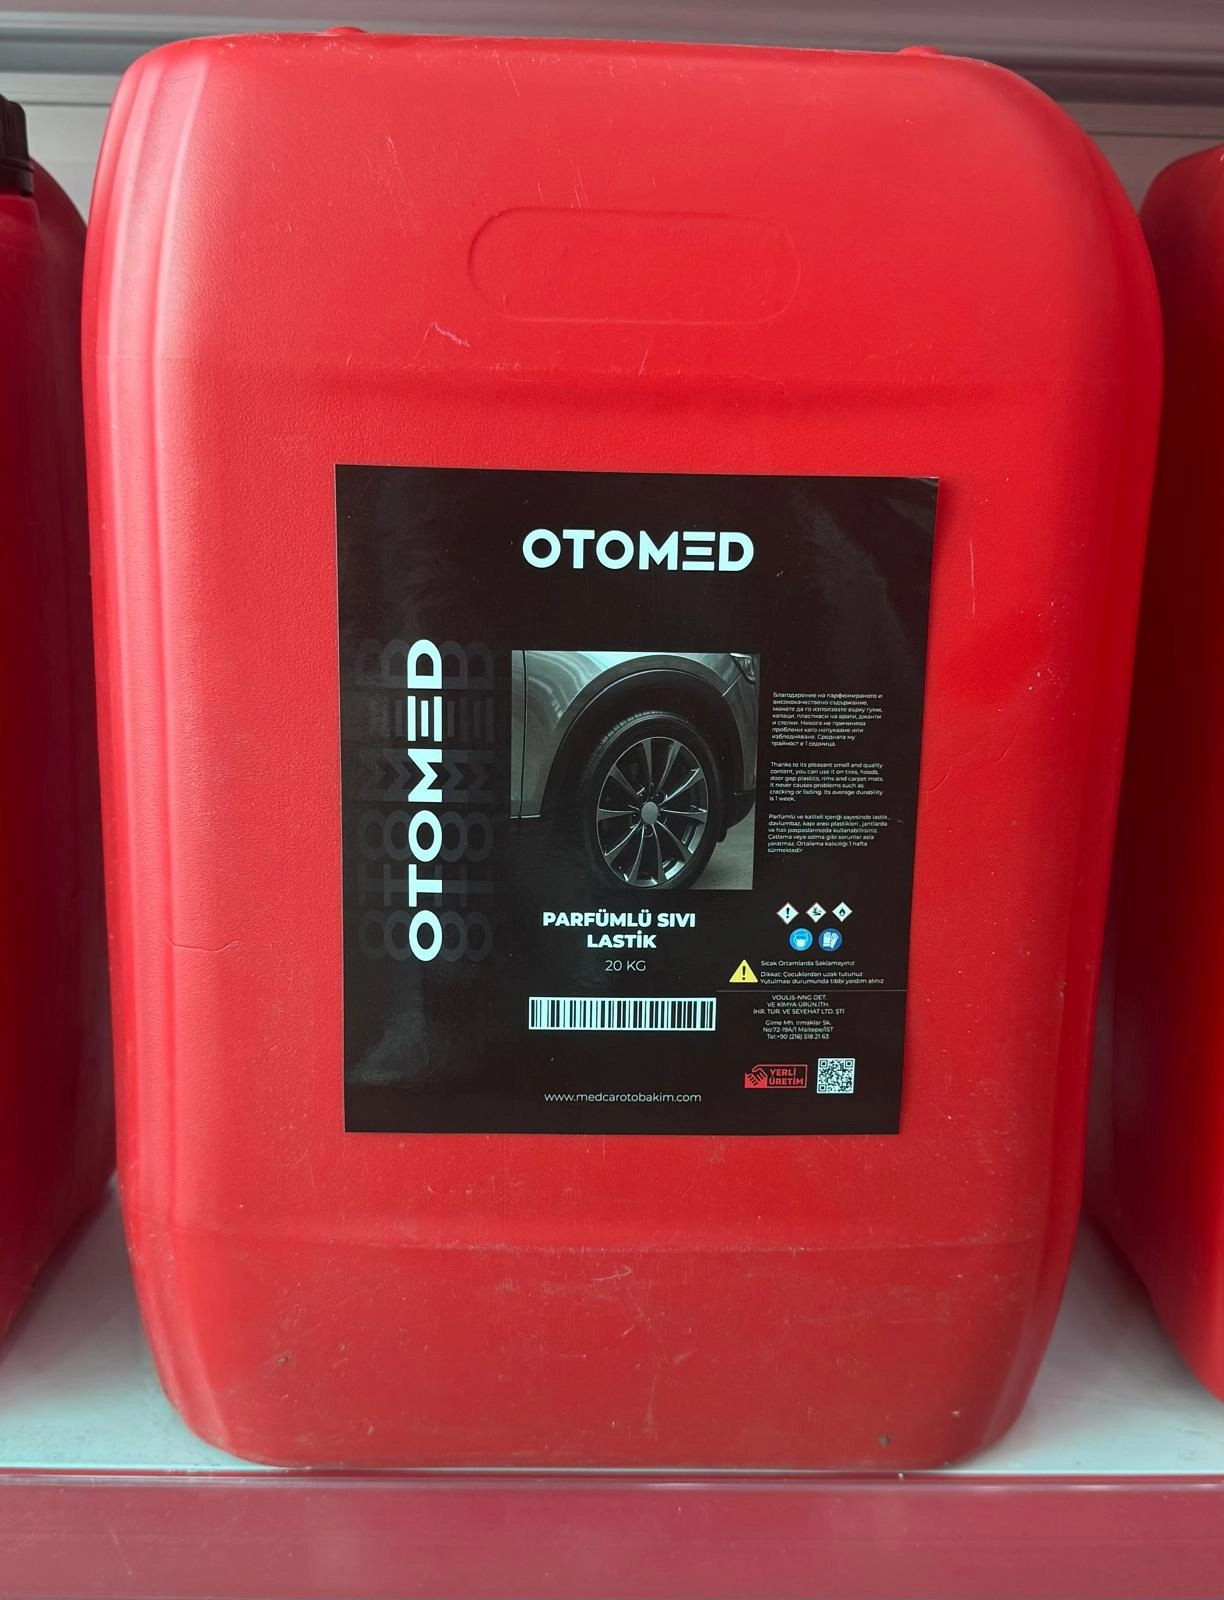 OTOMED
OTOMED
Благодарение на парфюмираното и
висококачествено съдържание,
можете да го използвате върху гуми,
капаци, пластмаси на врати, джанти
и стелки. Никога не причинява
проблеми като напукване или
избледняване. Средната му
трайност е 1 седмица.
Thanks to its pleasant smell and quality
content, you can use it on tires, hoods,
door gap plastics, rims and carpet mats.
It never causes problems such as
cracking or fading. Its average durability
is 1 week.
Parfümlü ve kaliteli içeriği sayesinde lastik ,
davlumbaz, kapı arası plastikleri , jantlarda
ve halı paspaslarınızda kullanabilirsiniz.
Çatlama veya solma gibi sorunlar asla
yaratmaz. Ortalama kalıcılığı 1 hafta
sürmektedir
PARFÜMLÜ SIVI
LASTİK
20 KG
Sıcak Ortamlarda Saklamayınız
Dikkat: Çocuklardan uzak tutunuz
Yutulması durumunda tıbbi yardım alınız
VOULIS-NNG DET.
VE KİMYA ÜRÜN.İTH.
İHR. TUR. VE SEYEHAT LTD. ŞTİ
Girne Mh. Irmaklar Sk.
No:72-19A/1 Maltepe/İST
Tel:+90 (216) 518 21 63
YERLİ
ÜRETİM
www.medcarotobakim.com